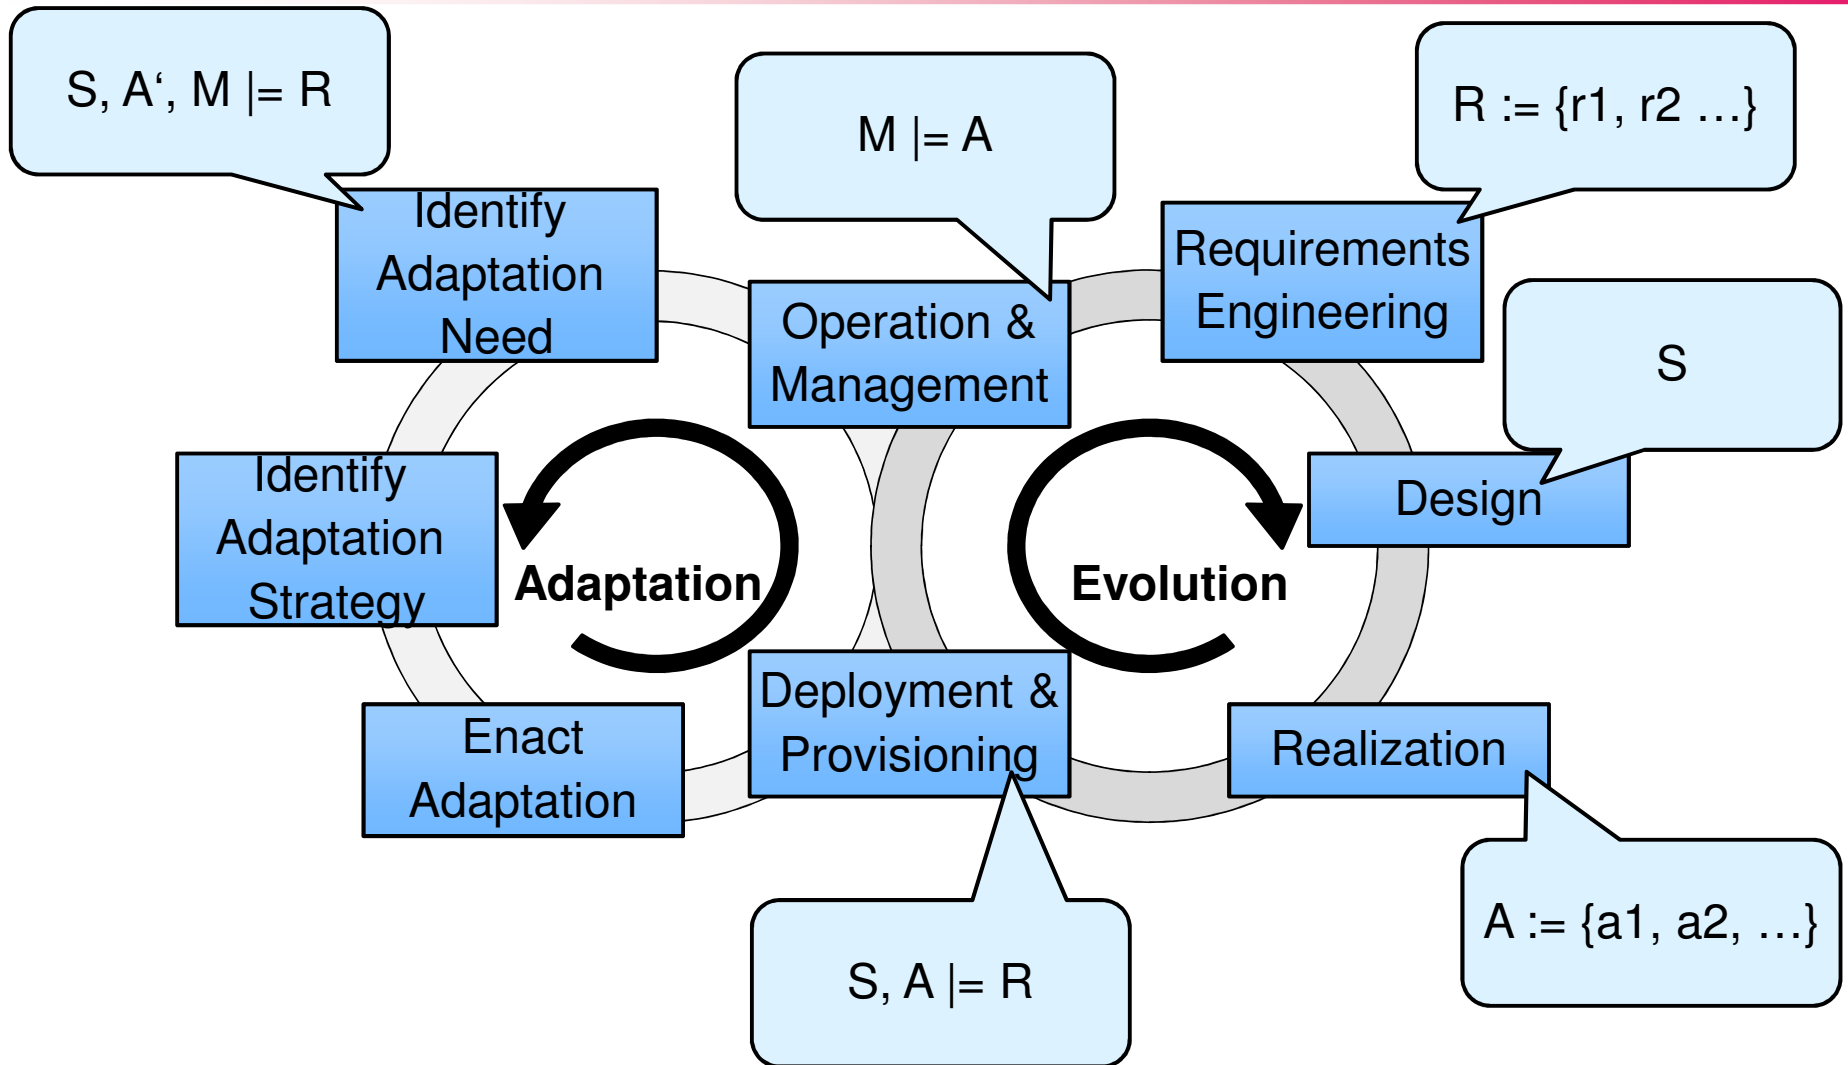 S, A‘, M |= R
M |= A
R := {r1, r2 …}
Identify
Adaptation
Need
Operation &
Management
Requirements
Engineering
S
Identify
Adaptation
Strategy
Adaptation
Evolution
Design
Enact
Adaptation
Deployment &
Provisioning
Realization
S, A |= R
A := {a1, a2, …}